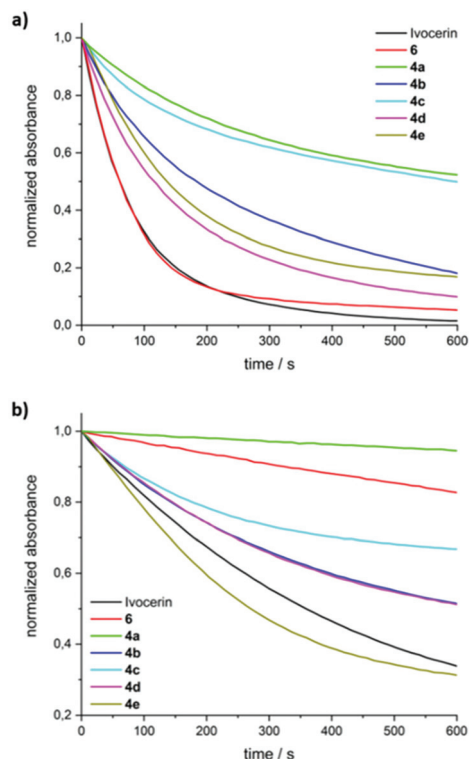 a)
normalized absorbance
1,0
0,8
0,6
0,4
0,2
0,0
Ivocerin
6
4a
4b
4c
4d
4e
0 100 200 300 400 500 600
time / s
b)
normalized absorbance
1,0
0,8
0,6
0,4
0,2
Ivocerin
6
4a
4b
4c
4d
4e
0 100 200 300 400 500 600
time / s